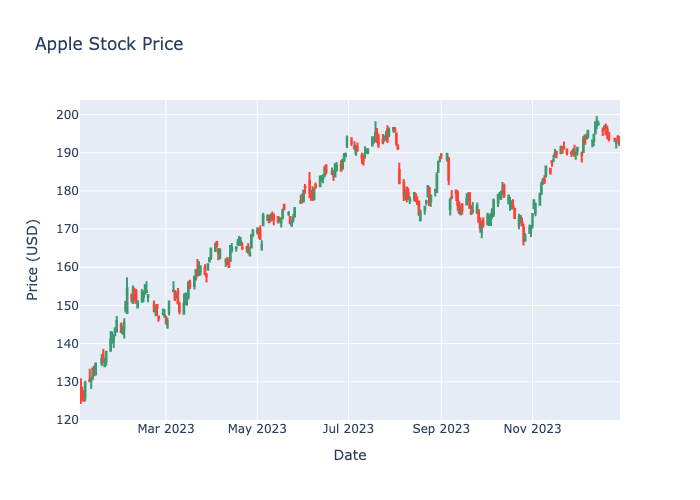 Apple Stock Price
Price (USD)
200
190
180
170
160
150
140
130
120
Mar 2023
May 2023
Jul 2023
Sep 2023
Nov 2023
Date